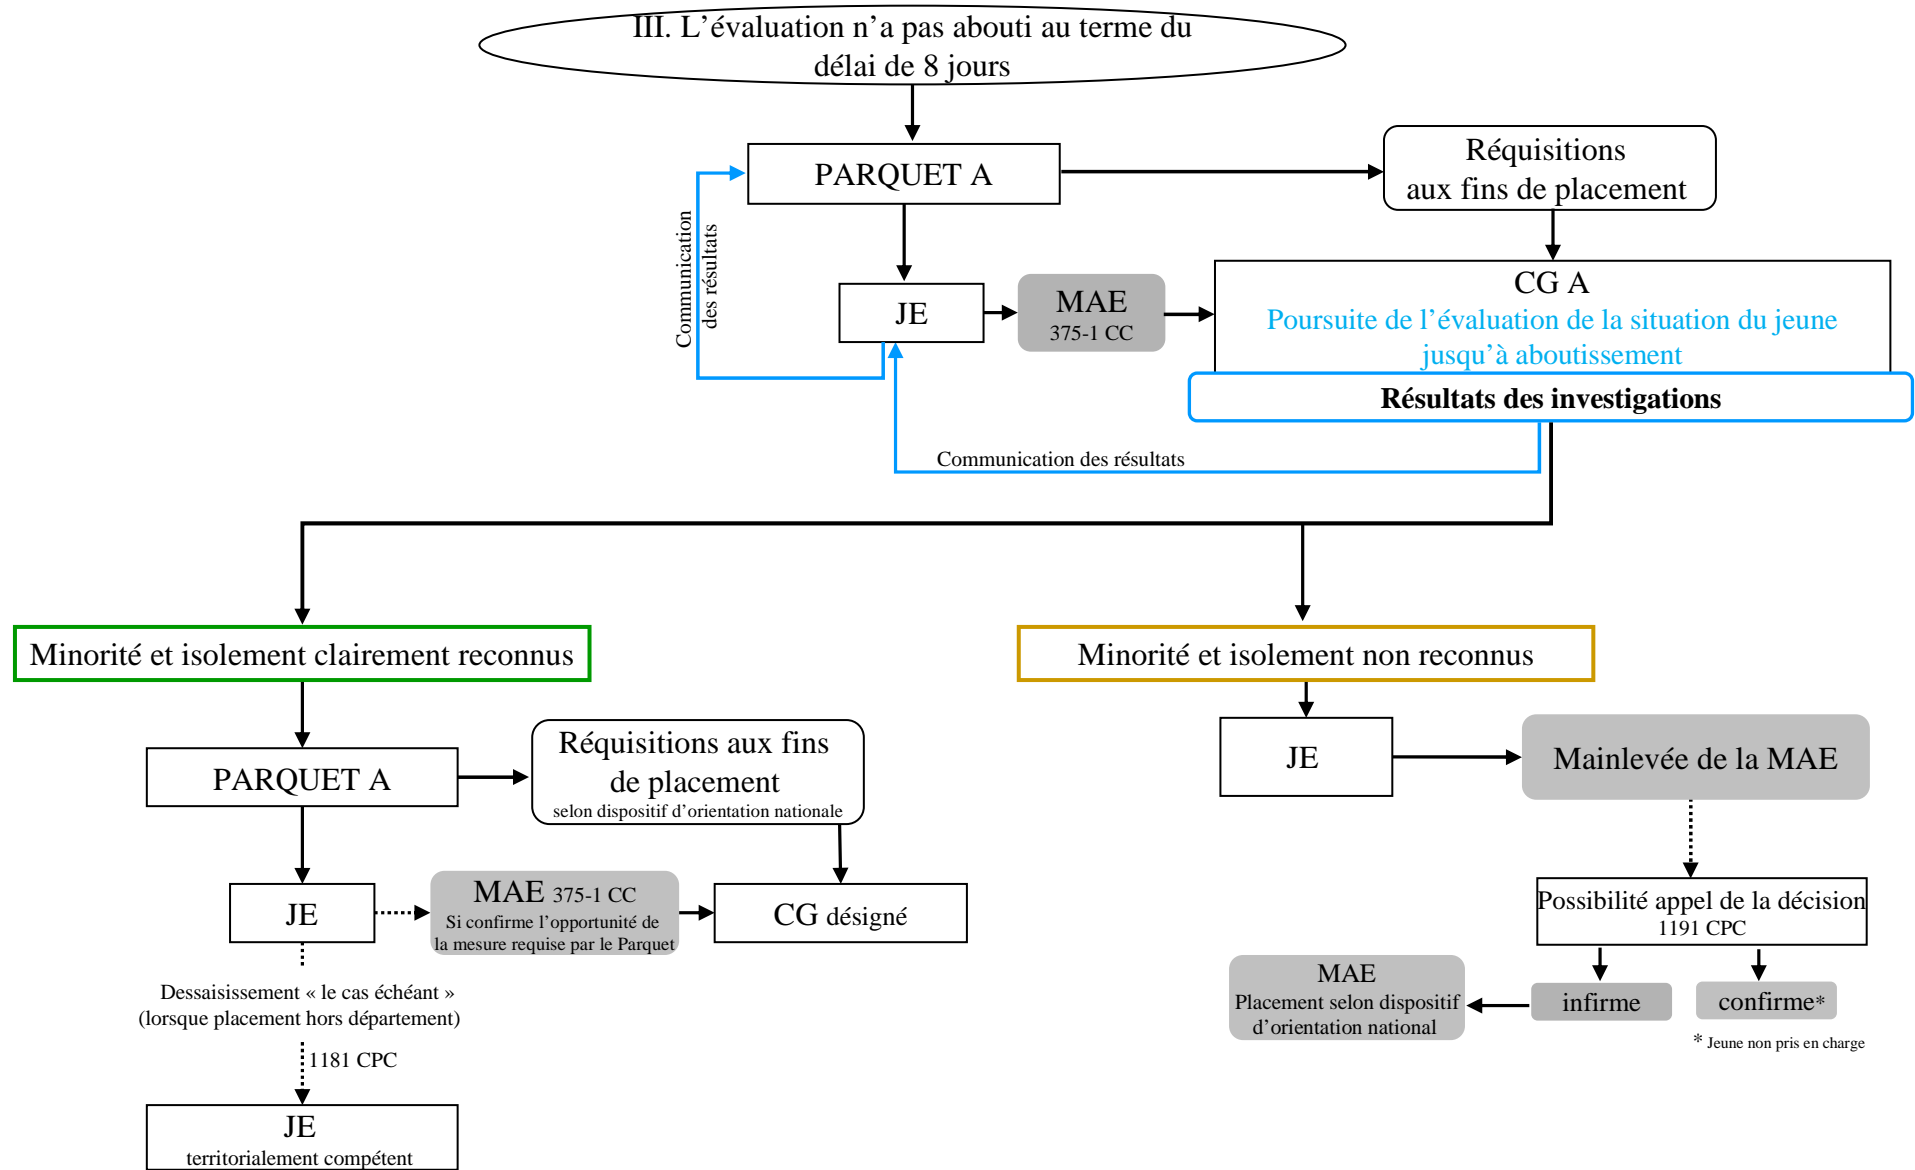 III. L’évaluation n’a pas abouti au terme du
délai de 8 jours
PARQUET A
Réquisitions
aux fins de placement
Communication
des résultats
JE
MAE
375-1 CC
CG A
Poursuite de l’évaluation de la situation du jeune
jusqu’à aboutissement
Résultats des investigations
Communication des résultats
Minorité et isolement clairement reconnus
Minorité et isolement non reconnus
PARQUET A
Réquisitions aux fins
de placement
selon dispositif d’orientation nationale
JE
MAE 375-1 CC
Si confirme l’opportunité de
la mesure requise par le Parquet
CG désigné
Dessaisissement « le cas échéant »
(lorsque placement hors département)
1181 CPC
JE
territorialement compétent
JE
Mainlevée de la MAE
Possibilité appel de la décision
1191 CPC
MAE
Placement selon dispositif
d’orientation national
infirme
confirme*
* Jeune non pris en charge